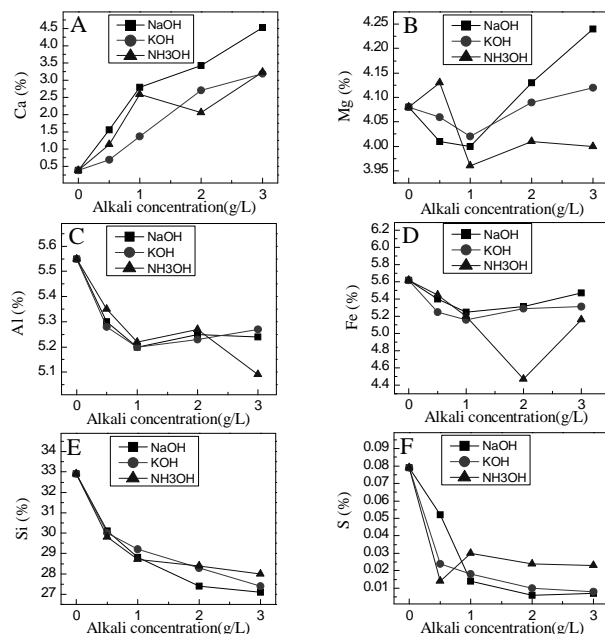 A
NaOH
KOH
NH3OH
Ca (%)
4.5
4.0
3.5
3.0
2.5
2.0
1.5
1.0
0.5
0 1 2 3
Alkali concentration(g/L)
B
NaOH
KOH
NH3OH
Mg (%)
4.25
4.20
4.15
4.10
4.05
4.00
3.95
0 1 2 3
Alkali concentration(g/L)
C
NaOH
KOH
NH3OH
Al (%)
5.6
5.5
5.4
5.3
5.2
5.1
0 1 2 3
Alkali concentration(g/L)
D
NaOH
KOH
NH3OH
Fe (%)
6.2
6.0
5.8
5.6
5.4
5.2
5.0
4.8
4.6
4.4
0 1 2 3
Alkali concentration(g/L)
E
NaOH
KOH
NH3OH
Si (%)
34
33
32
31
30
29
28
27
0 1 2 3
Alkali concentration(g/L)
F
NaOH
KOH
NH3OH
S (%)
0.09
0.08
0.07
0.06
0.05
0.04
0.03
0.02
0.01
0 1 2 3
Alkali concentration(g/L)